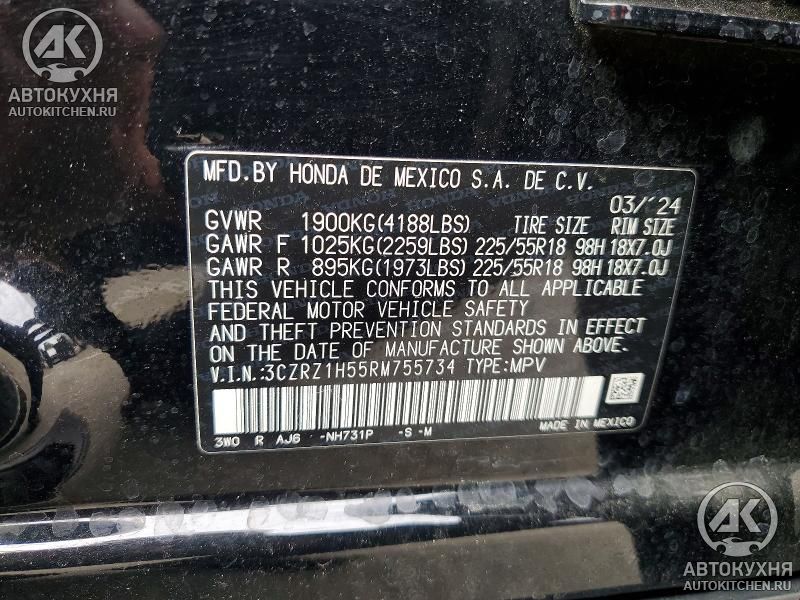 AK
АВТОКУХНЯ
AUTOKITCHEN.RU
MFD.BY HONDA DE MEXICO S.A. DE C.V.
03/'24
GVWR 1900KG(4188LBS) TIRE SIZE RIM SIZE
GAWR F 1025KG(2259LBS) 225/55R18 98H 18X7.0J
GAWR R 895KG(1973LBS) 225/55R18 98H 18X7.0J
THIS VEHICLE CONFORMS TO ALL APPLICABLE
FEDERAL MOTOR VEHICLE SAFETY
AND THEFT PREVENTION STANDARDS IN EFFECT
ON THE DATE OF MANUFACTURE SHOWN ABOVE.
V.I.N.:3CZRZ1H55RM755734 TYPE:MPV
3W0 R AJ6 -NH731P -S-M
MADE IN MEXICO
AK
АВТОКУХНЯ
AUTOKITCHEN.RU